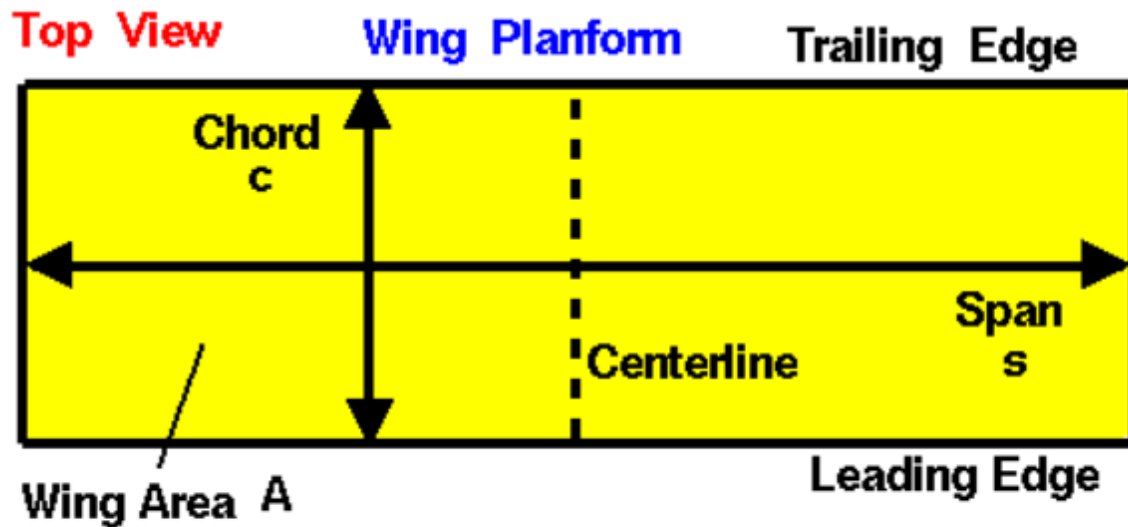 Top View
Wing Planform
Trailing Edge
Chord
c
Span
s
Centerline
Wing Area A
Leading Edge